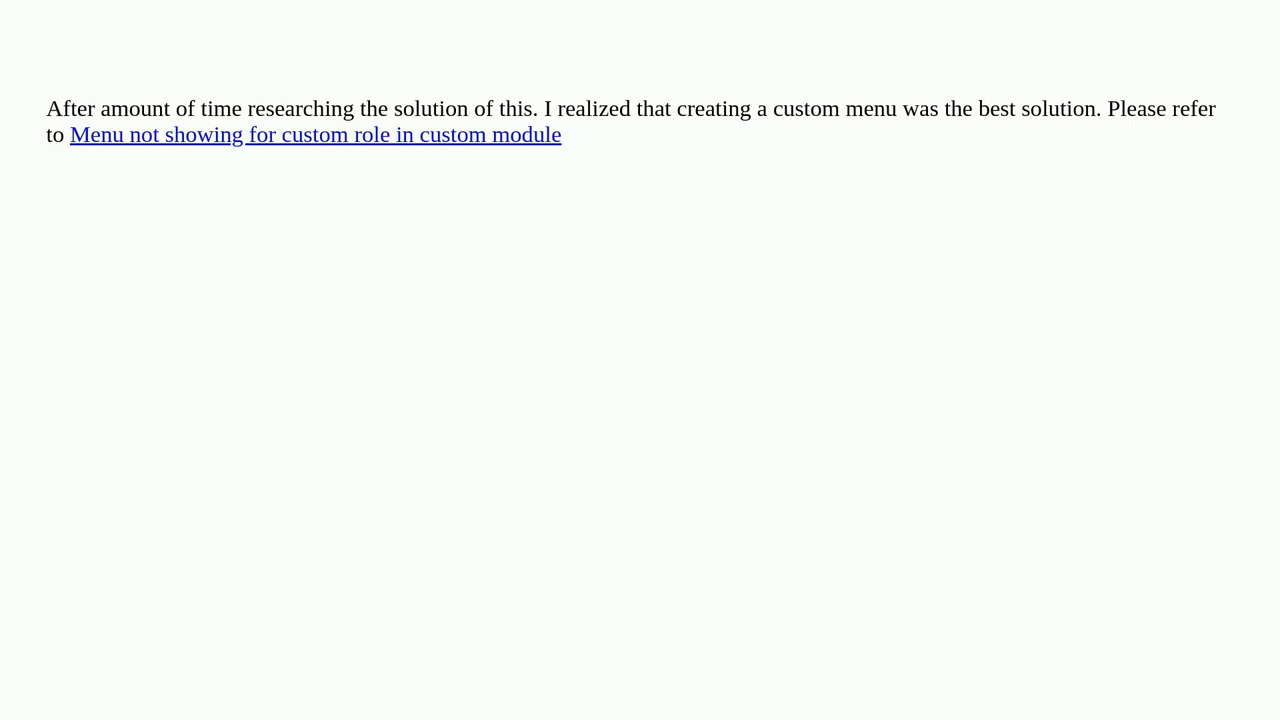 After amount of time researching the solution of this. I realized that creating a custom menu was the best solution. Please refer
to Menu not showing for custom role in custom module